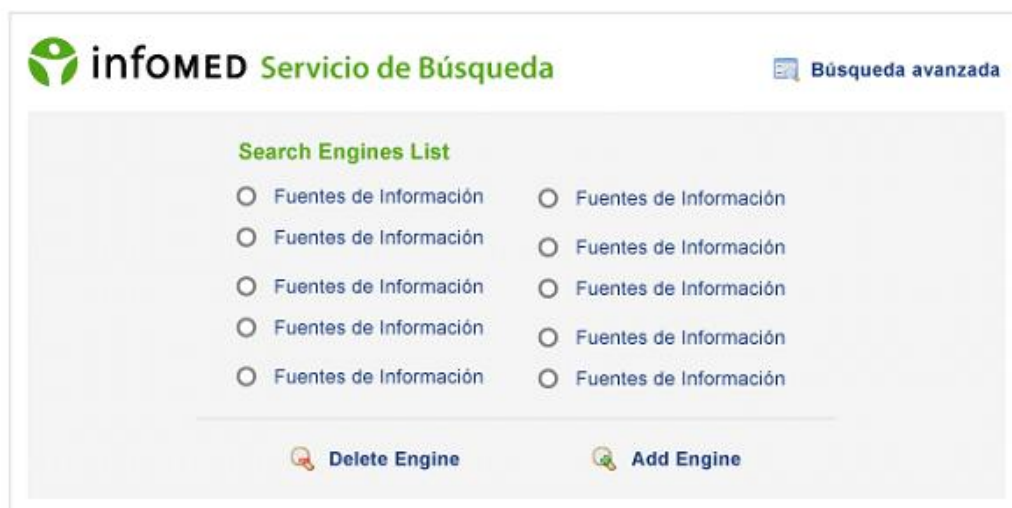 infOMED Servicio de Búsqueda
Búsqueda avanzada
Search Engines List
Fuentes de Información
Fuentes de Información
Fuentes de Información
Fuentes de Información
Fuentes de Información
Fuentes de Información
Fuentes de Información
Fuentes de Información
Fuentes de Información
Fuentes de Información
Delete Engine
Add Engine